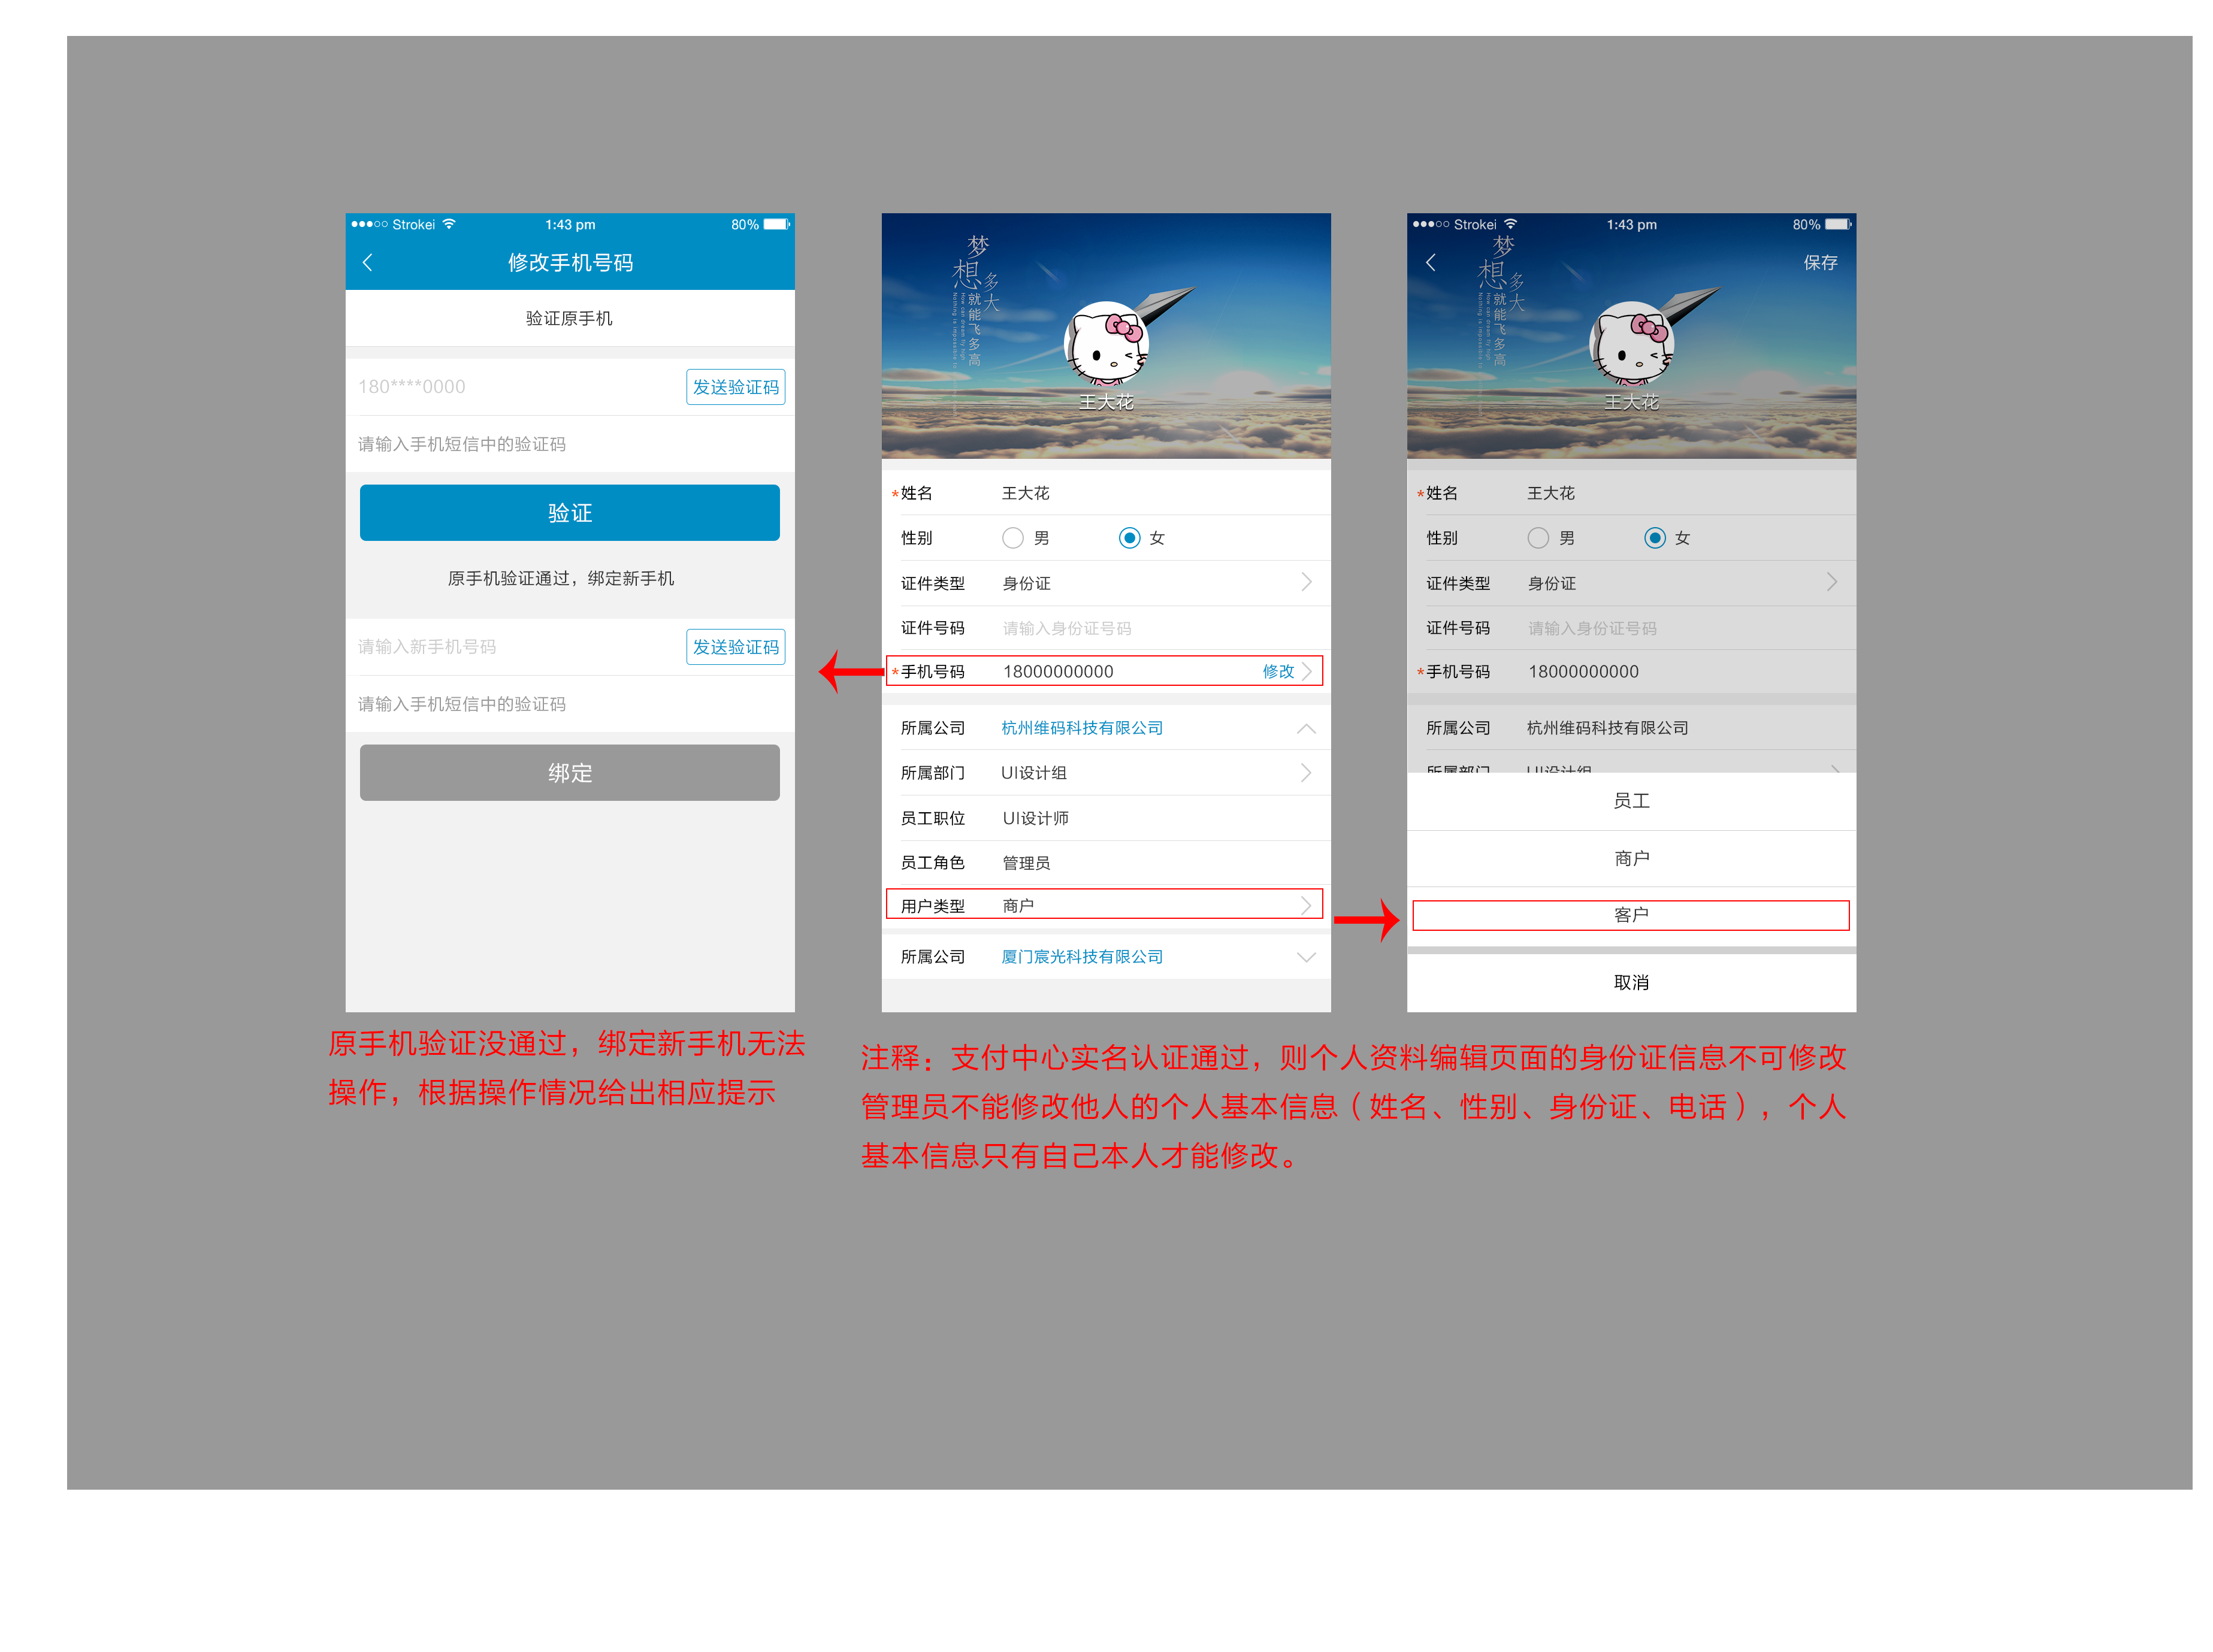 Strokei 1:43 pm 80%
修改手机号码
验证原手机
180****0000 发送验证码
请输入手机短信中的验证码
验证
原手机验证通过，绑定新手机
请输入新手机号码 发送验证码
请输入手机短信中的验证码
绑定
原手机验证没通过，绑定新手机无法
操作，根据操作情况给出相应提示
梦想多大
就能飞多高
王大花
*姓名 王大花
性别 男 女
证件类型 身份证
证件号码 请输入身份证号码
*手机号码 18000000000 修改
所属公司 杭州维码科技有限公司
所属部门 UI设计组
员工职位 UI设计师
员工角色 管理员
用户类型 商户
所属公司 厦门宸光科技有限公司
Strokei 1:43 pm 80%
保存
梦想多大
就能飞多高
王大花
*姓名 王大花
性别 男 女
证件类型 身份证
证件号码 请输入身份证号码
*手机号码 18000000000
所属公司 杭州维码科技有限公司
所属部门 UI设计组
员工
商户
客户
取消
注释：支付中心实名认证通过，则个人资料编辑页面的身份证信息不可修改
管理员不能修改他人的个人基本信息（姓名、性别、身份证、电话），个人
基本信息只有自己本人才能修改。